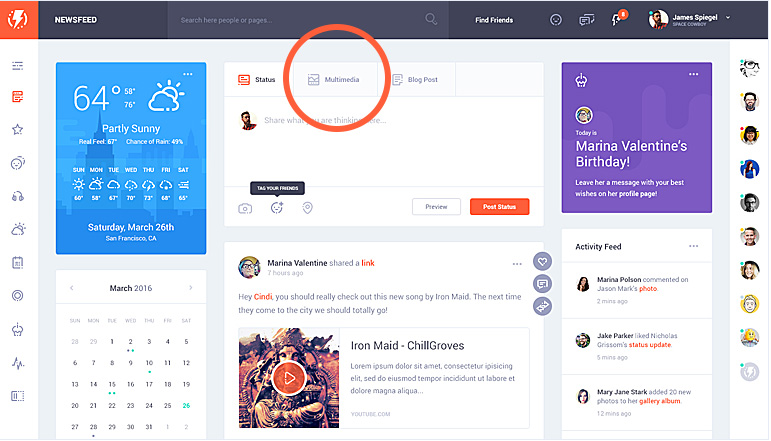 NEWSFEED
Search here people or pages...
Find Friends
8
James Spiegel
SPACE COWBOY
64° 58°
76°
Partly Sunny
Real Feel: 67° Chance of Rain: 49%
SUN MON TUE WED THU FRI SAT
60° 58° 67° 70° 73° 68° 65°
Saturday, March 26th
San Francisco, CA
March 2016
SUN MON TUE WED THU FRI SAT
28 29 1 2 3 4 5
6 7 8 9 10 11 12
13 14 15 16 17 18 19
20 21 22 23 24 25 26
27 28 29 30 31 1 2
Status
Multimedia
Blog Post
Share what you are thinking here...
TAG YOUR FRIENDS
Preview
Post Status
Marina Valentine shared a link
7 hours ago
Hey Cindi, you should really check out this new song by Iron Maid. The next time
they come to the city we should totally go!
Iron Maid - ChillGroves
Lorem ipsum dolor sit amet, consectetur ipisicing
elit, sed do eiusmod tempor incididunt ut labore et
dolore magna aliqua...
YOUTUBE.COM
Today is
Marina Valentine's
Birthday!
Leave her a message with your best
wishes on her profile page!
Activity Feed
Marina Polson commented on
Jason Mark's photo.
2 mins ago
Jake Parker liked Nicholas
Grissom's status update.
5 mins ago
Mary Jane Stark added 20 new
photos to her gallery album.
12 mins ago